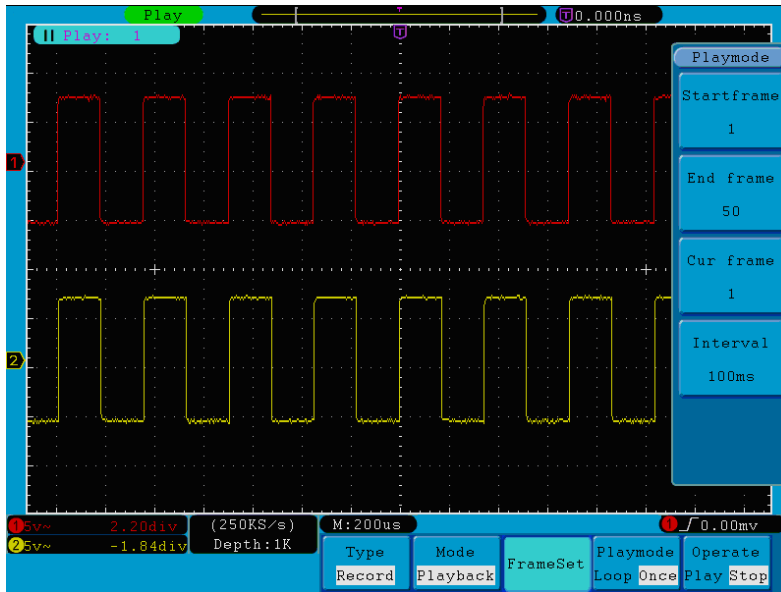 Play
T
T 0.000ns
Play: 1
T
Playmode
Startframe
1
End frame
50
Cur frame
1
Interval
100ms
1
2
1 5v~ 2.20div
2 5v~ -1.84div
(250KS/s)
Depth:1K
M:200us
1 0.00mv
Type
Record
Mode
Playback
FrameSet
Playmode
Loop Once
Operate
Play Stop